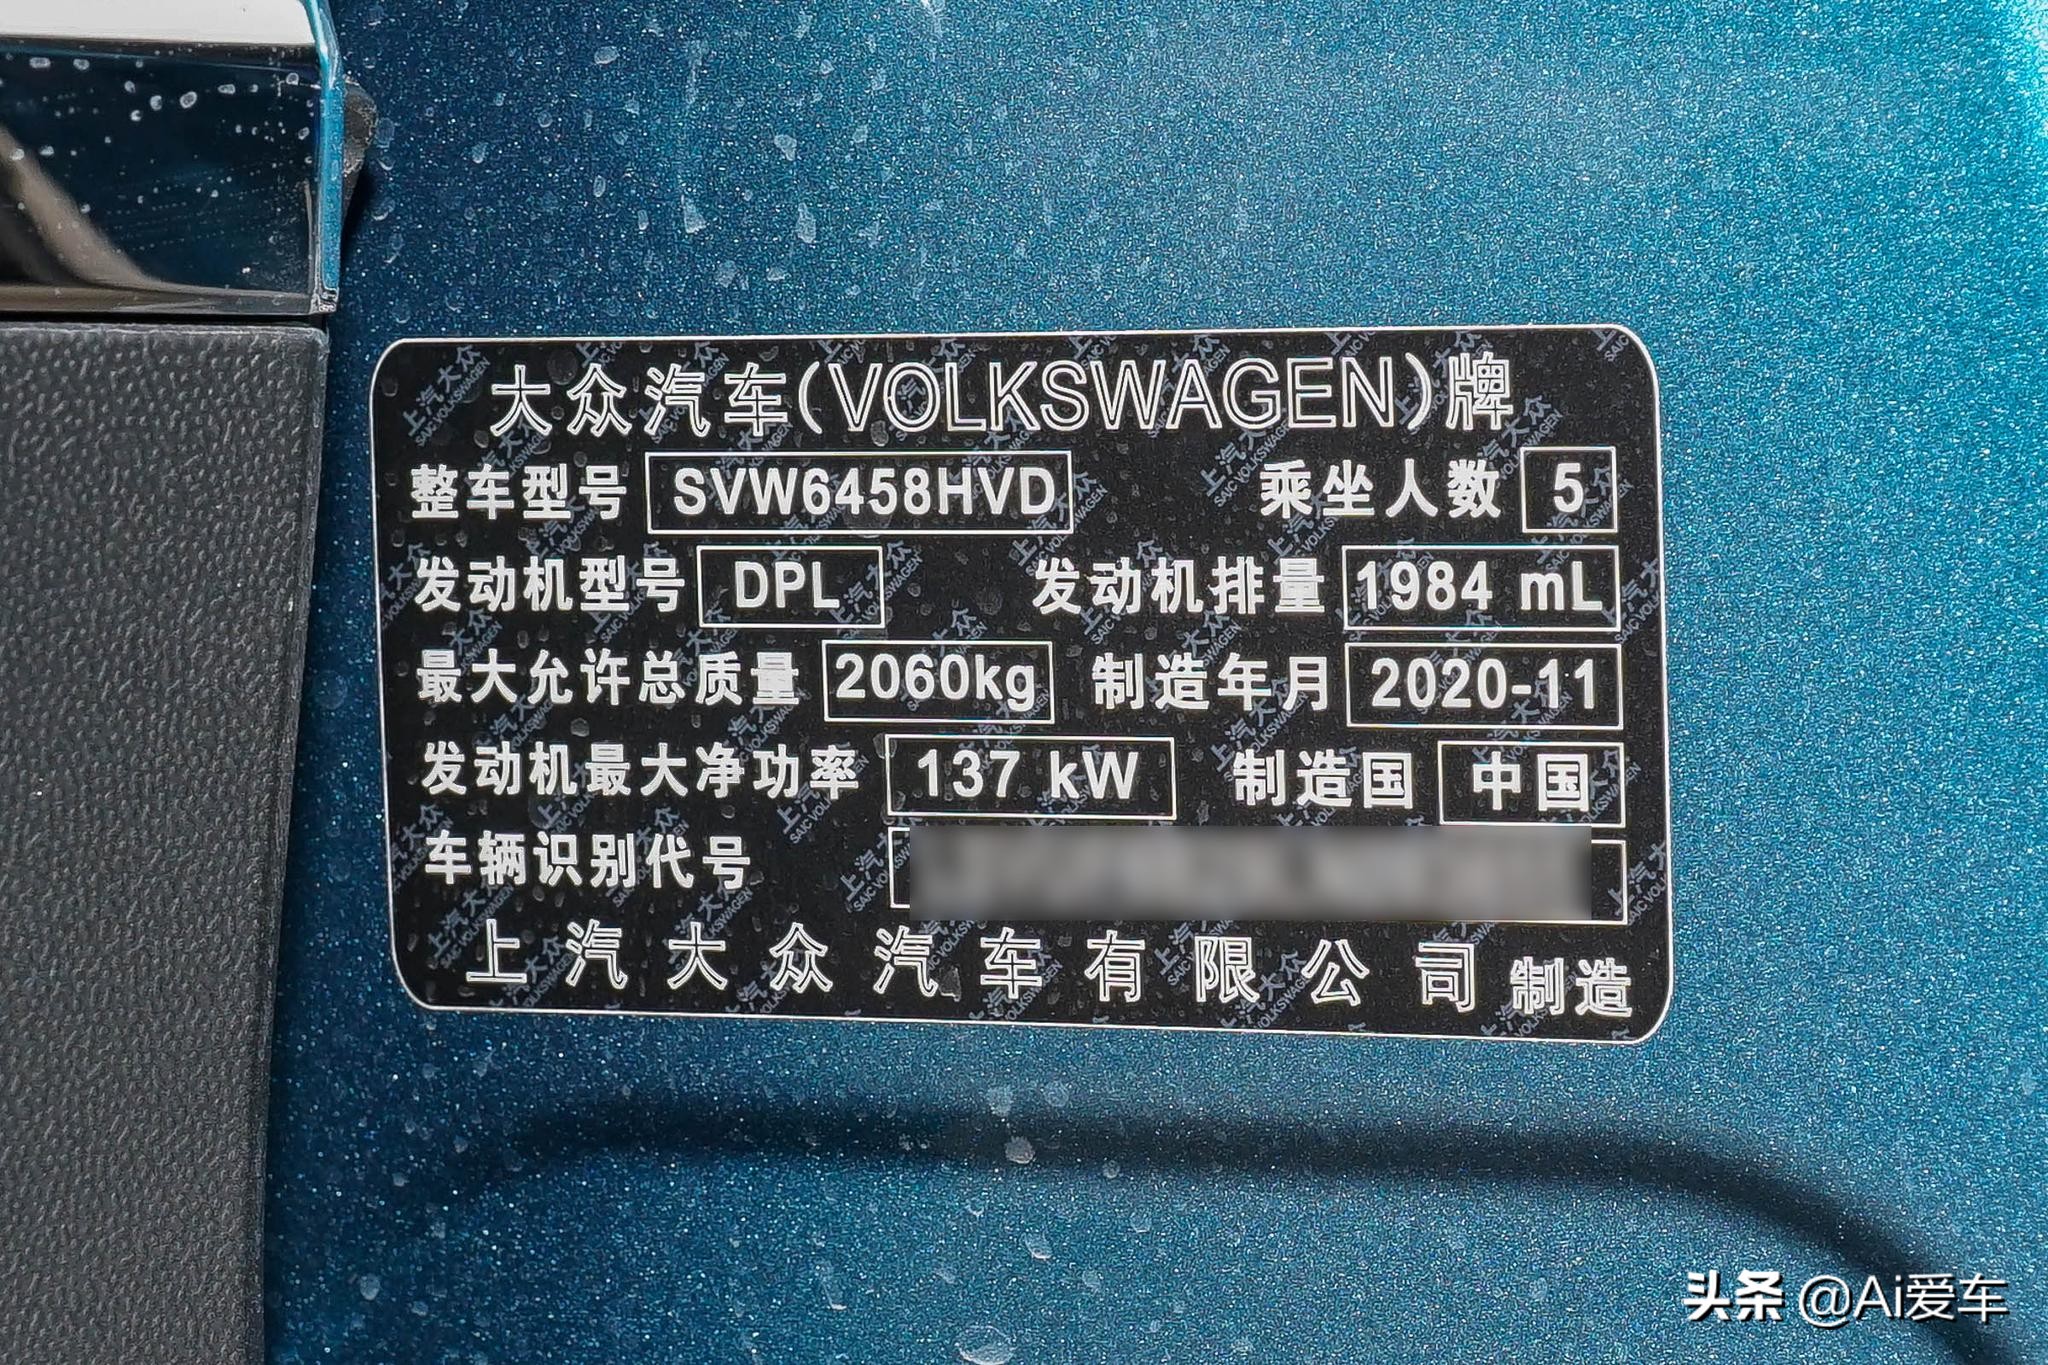 大众汽车(VOLKSWAGEN)牌
整车型号 SVW6458HVD 乘坐人数 5
发动机型号 DPL 发动机排量 1984 mL
最大允许总质量 2060kg 制造年月 2020-11
发动机最大净功率 137 kW 制造国 中国
车辆识别代号
上汽大众汽车有限公司 制造
头条 @Ai爱车